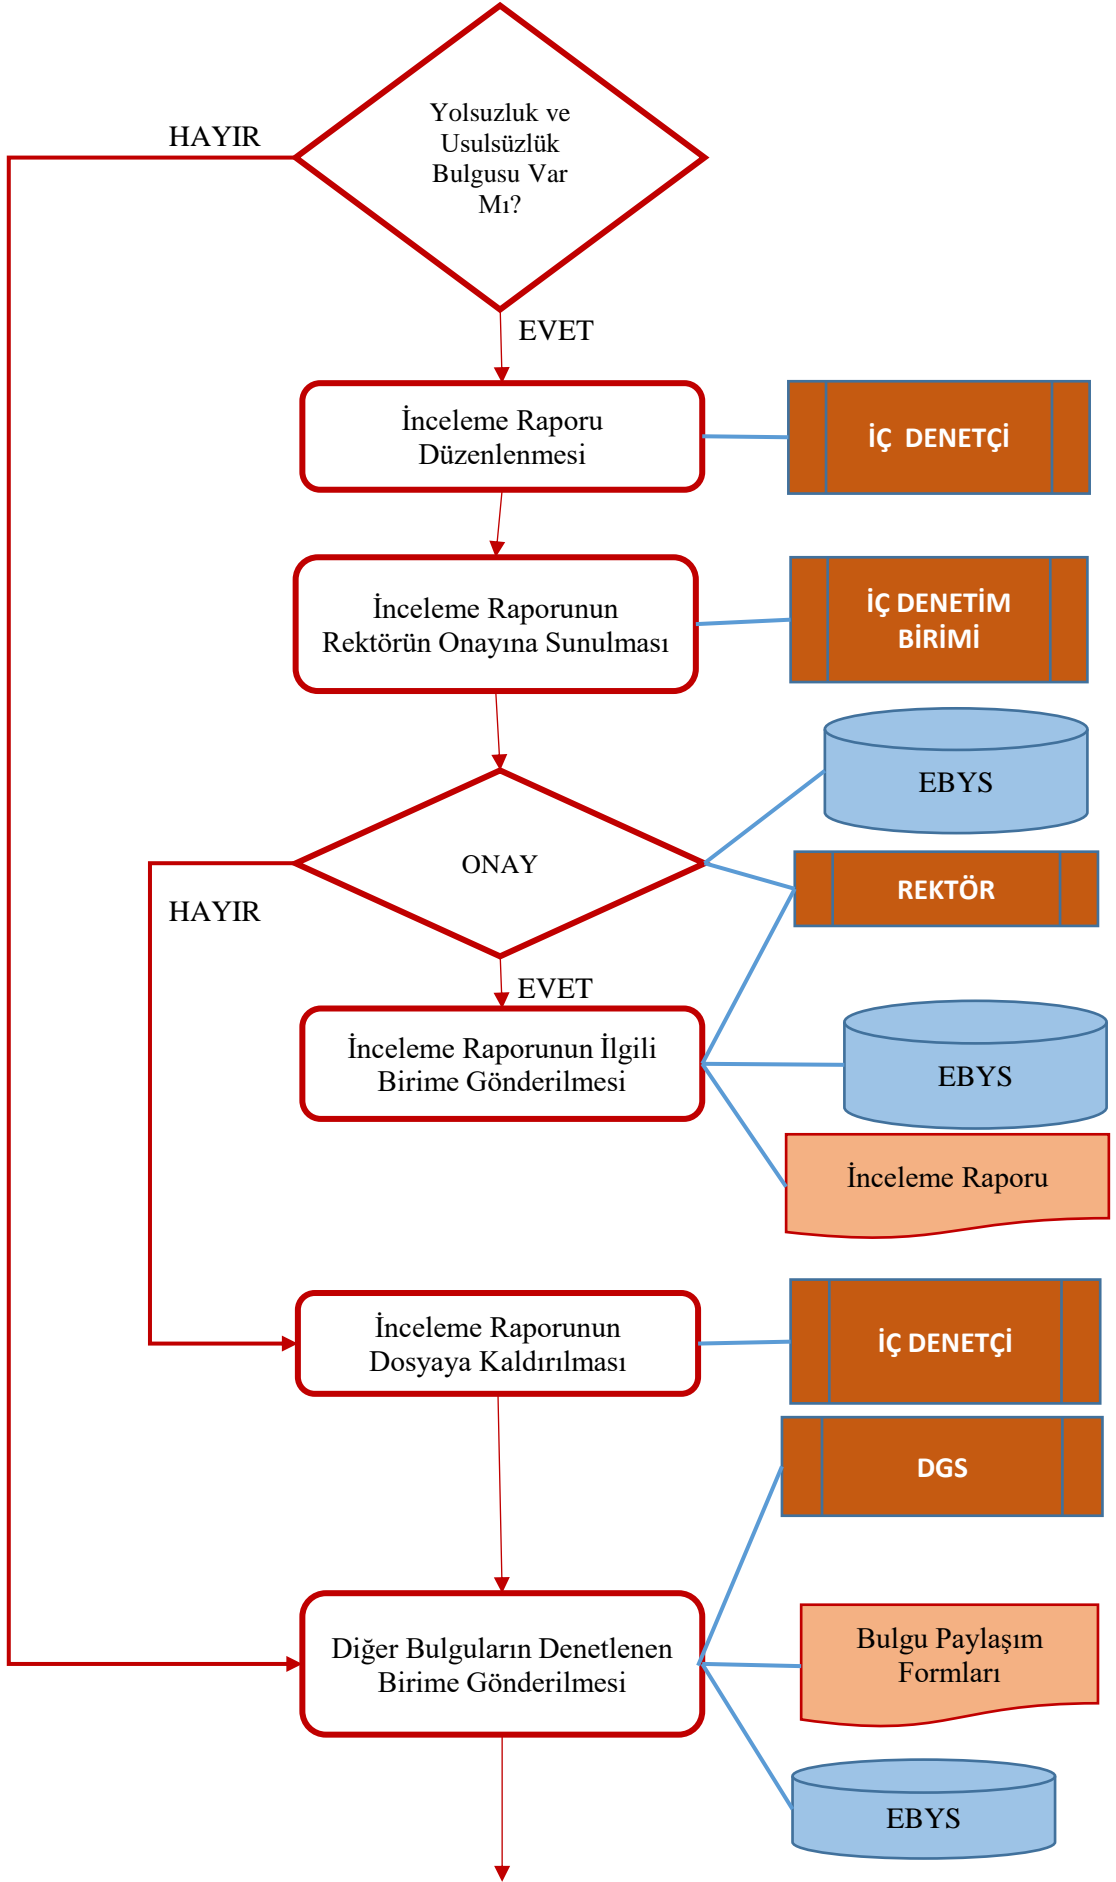 Yolsuzluk ve
Usulsüzlük
Bulgusu Var
Mı?
HAYIR
EVET
İnceleme Raporu
Düzenlenmesi
İÇ DENETÇİ
İnceleme Raporunun
Rektörün Onayına Sunulması
İÇ DENETİM
BİRİMİ
EBYS
ONAY
REKTÖR
HAYIR
EVET
İnceleme Raporunun İlgili
Birime Gönderilmesi
EBYS
İnceleme Raporu
İnceleme Raporunun
Dosyaya Kaldırılması
İÇ DENETÇİ
DGS
Diğer Bulguların Denetlenen
Birime Gönderilmesi
Bulgu Paylaşım
Formları
EBYS